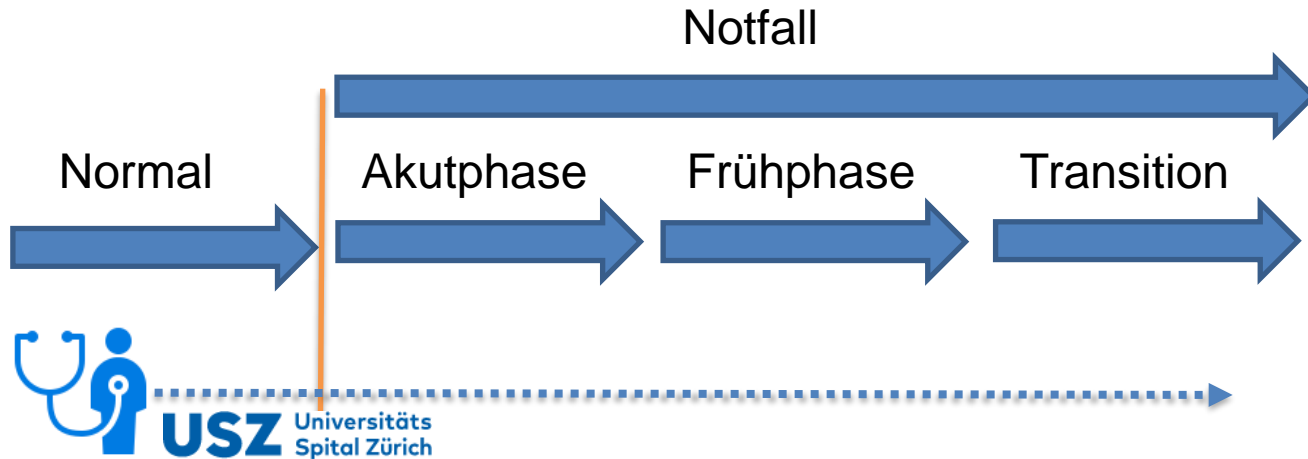 Notfall
Normal
Akutphase
Frühphase
Transition
USZ Universitäts
Spital Zürich